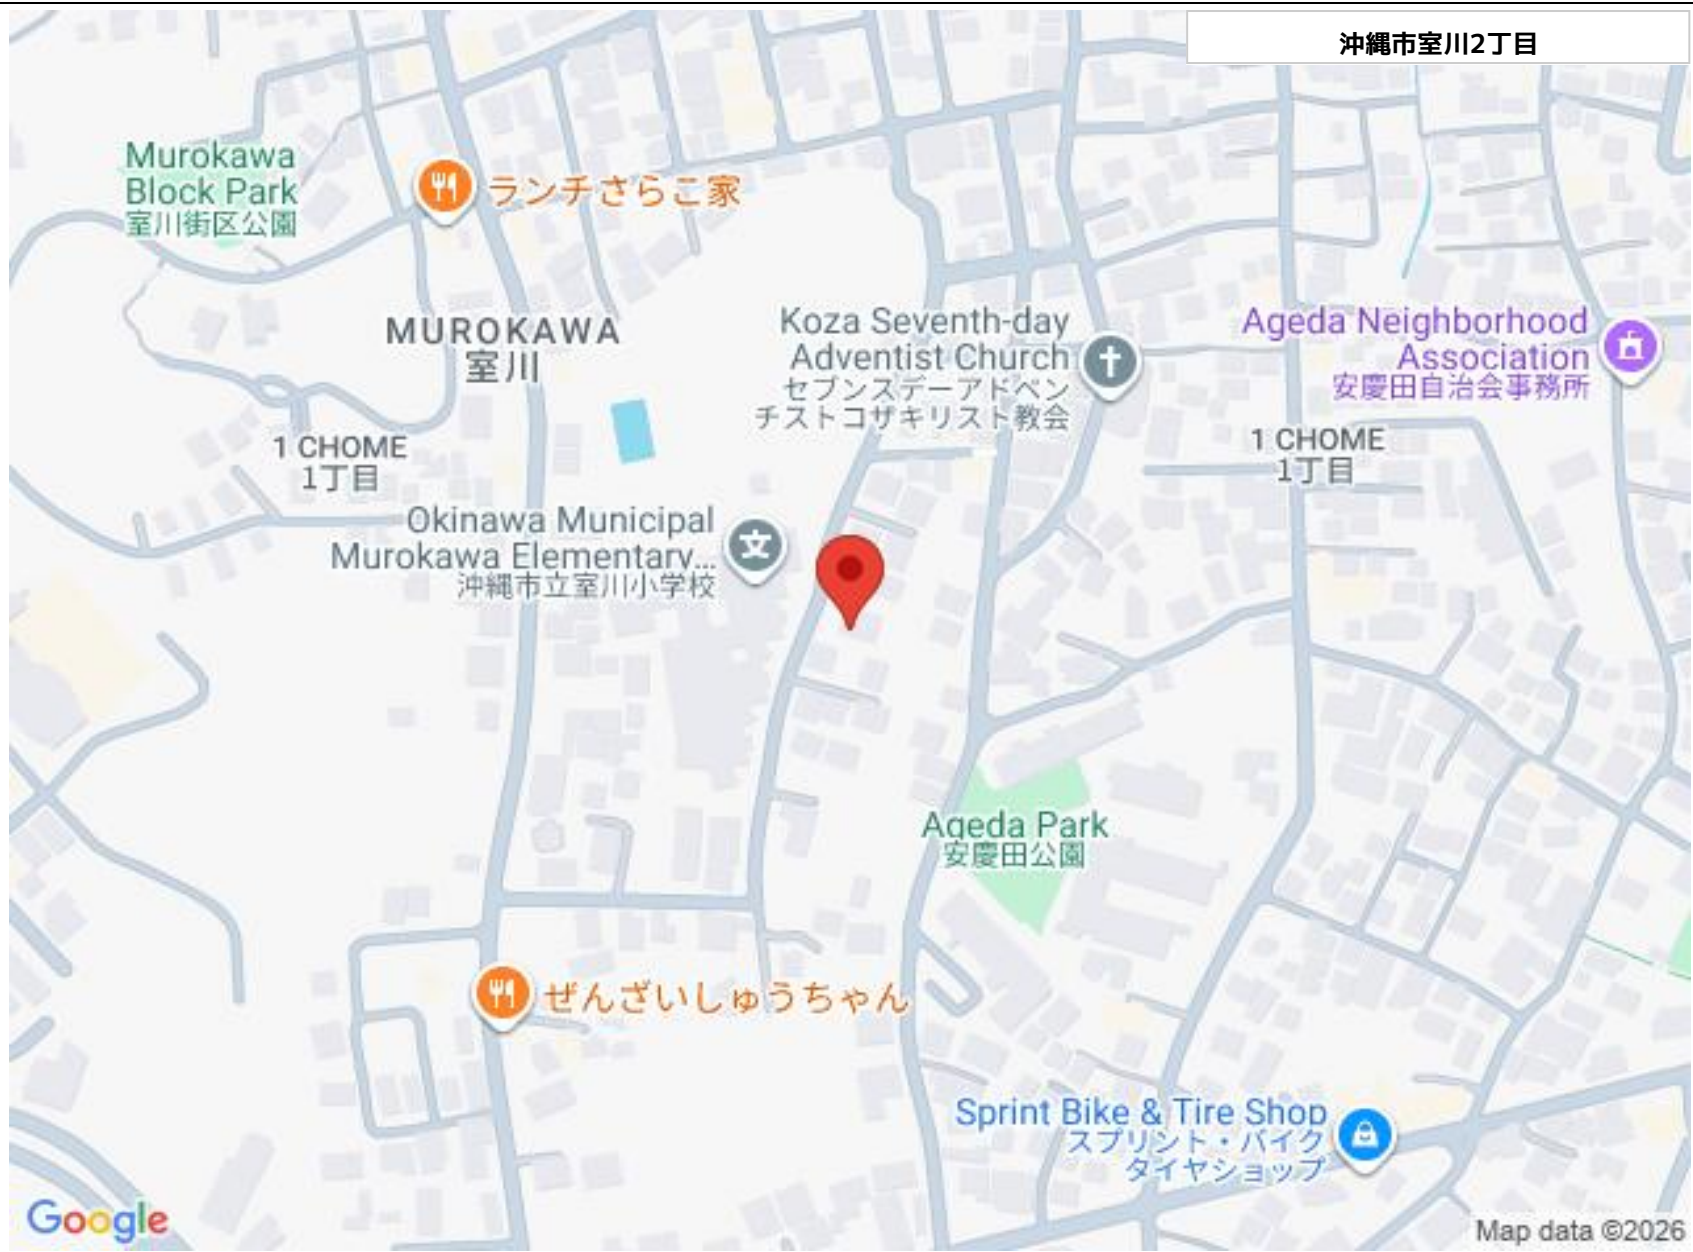 沖縄市室川2丁目
Murokawa
Block Park
室川街区公園
ランチさらこ家
MUROKAWA
室川
Koza Seventh-day
Adventist Church
セブンスデーアドベン
チストコザキリスト教会
Ageda Neighborhood
Association
安慶田自治会事務所
1 CHOME
1丁目
1 CHOME
1丁目
Okinawa Municipal
Murokawa Elementary...
沖縄市立室川小学校
文
Ageda Park
安慶田公園
ぜんざいしゅうちゃん
Sprint Bike & Tire Shop
スプリント・バイク
タイヤショップ
Google
Map data ©2026